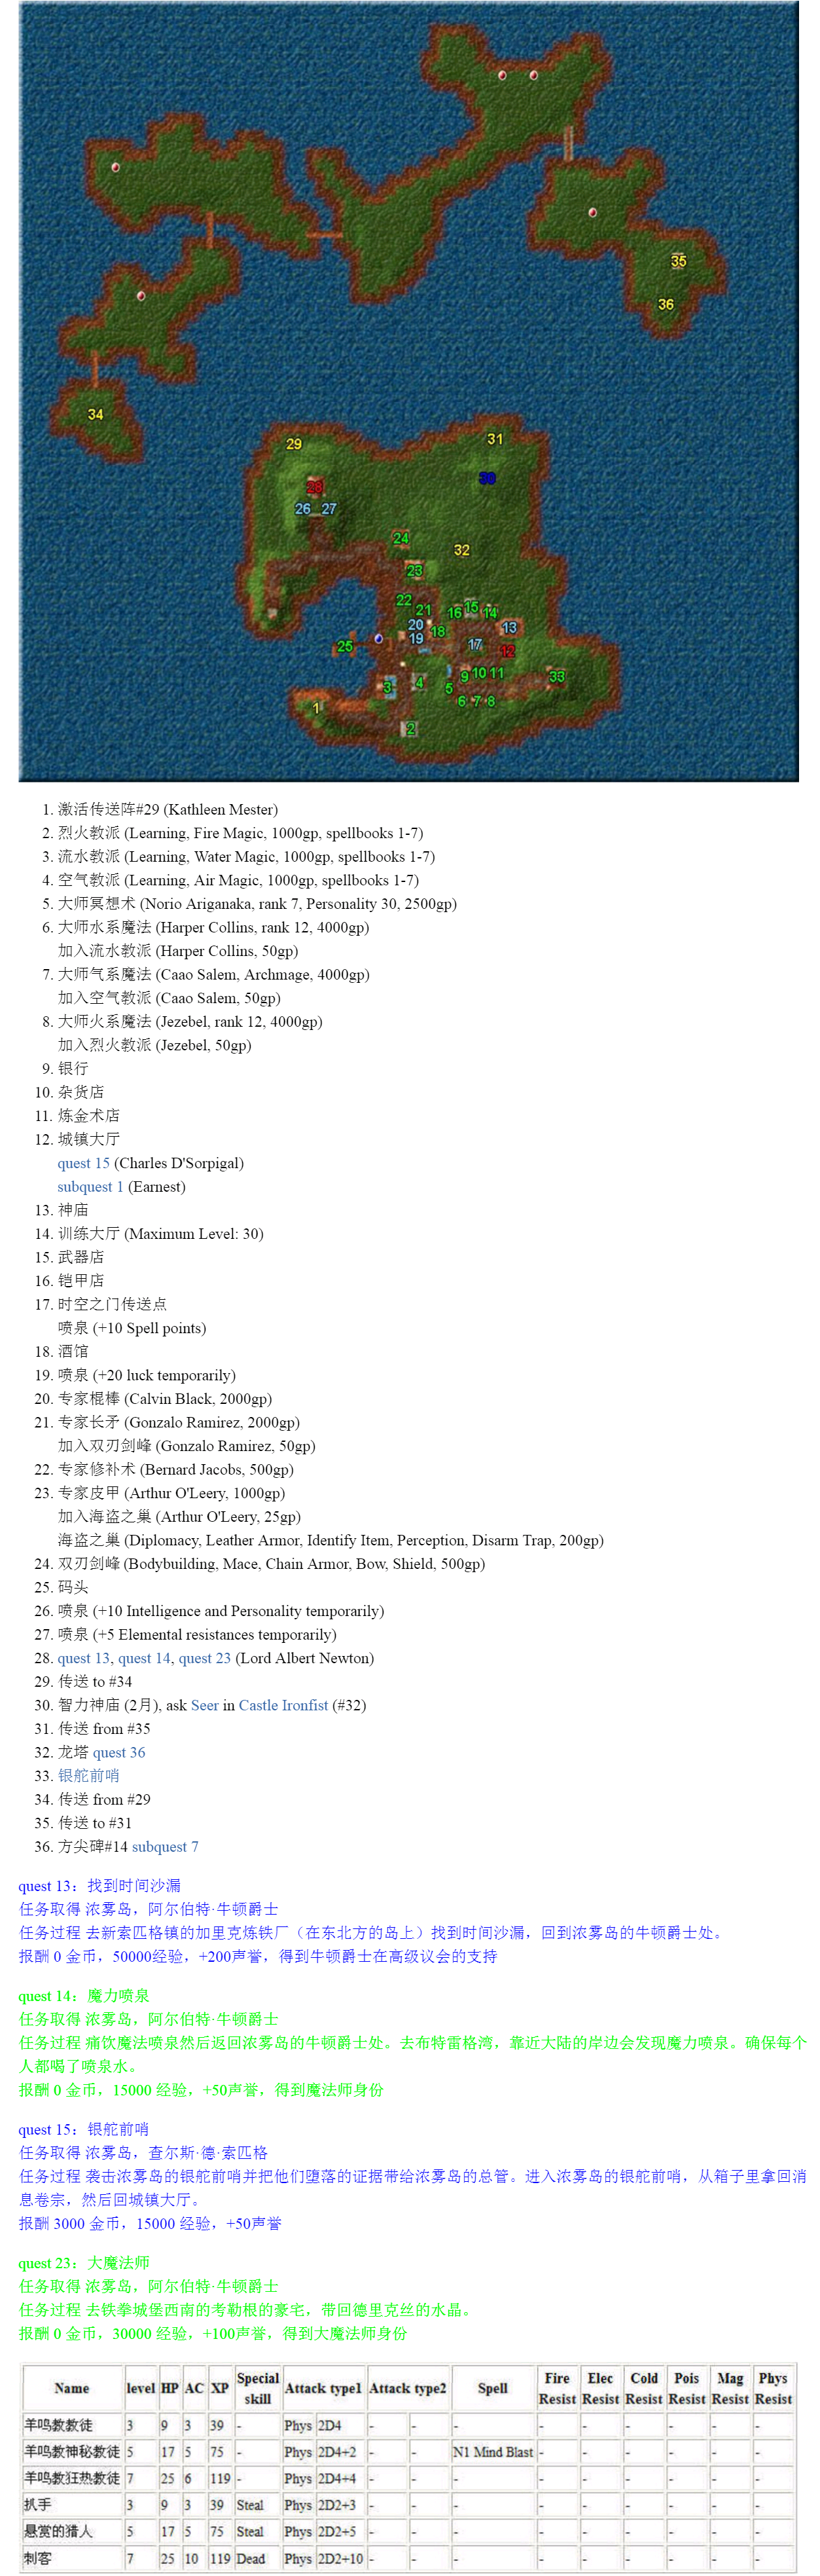 35
36
34
29
31
28
30
26 27
24
32
23
22
21
16 15 14
20
18
13
19
25
17
12
3
4
5
9 10 11
33
6 7 8
1
2
1. 激活传送阵#29 (Kathleen Mester)
2. 烈火教派 (Learning, Fire Magic, 1000gp, spellbooks 1-7)
3. 流水教派 (Learning, Water Magic, 1000gp, spellbooks 1-7)
4. 空气教派 (Learning, Air Magic, 1000gp, spellbooks 1-7)
5. 大师冥想术 (Norio Ariganaka, rank 7, Personality 30, 2500gp)
6. 大师水系魔法 (Harper Collins, rank 12, 4000gp)
加入流水教派 (Harper Collins, 50gp)
7. 大师气系魔法 (Caao Salem, Archmage, 4000gp)
加入空气教派 (Caao Salem, 50gp)
8. 大师火系魔法 (Jezebel, rank 12, 4000gp)
加入烈火教派 (Jezebel, 50gp)
9. 银行
10. 杂货店
11. 炼金术店
12. 城镇大厅
quest 15 (Charles D'Sorpigal)
subquest 1 (Earnest)
13. 神庙
14. 训练大厅 (Maximum Level: 30)
15. 武器店
16. 铠甲店
17. 时空之门传送点
喷泉 (+10 Spell points)
18. 酒馆
19. 喷泉 (+20 luck temporarily)
20. 专家棍棒 (Calvin Black, 2000gp)
21. 专家长矛 (Gonzalo Ramirez, 2000gp)
加入双刃剑峰 (Gonzalo Ramirez, 50gp)
22. 专家修补术 (Bernard Jacobs, 500gp)
23. 专家皮甲 (Arthur O'Leery, 1000gp)
加入海盗之巢 (Arthur O'Leery, 25gp)
海盗之巢 (Diplomacy, Leather Armor, Identify Item, Perception, Disarm Trap, 200gp)
24. 双刃剑峰 (Bodybuilding, Mace, Chain Armor, Bow, Shield, 500gp)
25. 码头
26. 喷泉 (+10 Intelligence and Personality temporarily)
27. 喷泉 (+5 Elemental resistances temporarily)
28. quest 13, quest 14, quest 23 (Lord Albert Newton)
29. 传送 to #34
30. 智力神庙 (2月), ask Seer in Castle Ironfist (#32)
31. 传送 from #35
32. 龙塔 quest 36
33. 银舵前哨
34. 传送 from #29
35. 传送 to #31
36. 方尖碑#14 subquest 7
quest 13：找到时间沙漏
任务取得 浓雾岛，阿尔伯特·牛顿爵士
任务过程 去新索匹格镇的加里克炼铁厂（在东北方的岛上）找到时间沙漏，回到浓雾岛的牛顿爵士处。
报酬 0 金币，50000经验，+200声誉，得到牛顿爵士在高级议会的支持
quest 14：魔力喷泉
任务取得 浓雾岛，阿尔伯特·牛顿爵士
任务过程 痛饮魔法喷泉然后返回浓雾岛的牛顿爵士处。去布特雷格湾，靠近大陆的岸边会发现魔力喷泉。确保每个
人都喝了喷泉水。
报酬 0 金币，15000 经验，+50声誉，得到魔法师身份
quest 15：银舵前哨
任务取得 浓雾岛，查尔斯·德·索匹格
任务过程 袭击浓雾岛的银舵前哨并把他们堕落的证据带给浓雾岛的总管。进入浓雾岛的银舵前哨，从箱子里拿回消
息卷宗，然后回城镇大厅。
报酬 3000 金币，15000 经验，+50声誉
quest 23：大魔法师
任务取得 浓雾岛，阿尔伯特·牛顿爵士
任务过程 去铁拳城堡西南的考勒根的豪宅，带回德里克丝的水晶。
报酬 0 金币，30000 经验，+100声誉，得到大魔法师身份
Name level HP AC XP Special skill Attack type1 Attack type2 Spell Fire Resist Elec Resist Cold Resist Pois Resist Mag Resist Phys Resist
羊鸣教教徒 3 9 3 39 - Phys 2D4 - - - - - - - - -
羊鸣教神秘教徒 5 17 5 75 - Phys 2D4+2 - - N1 Mind Blast - - - - - -
羊鸣教狂热教徒 7 25 6 119 - Phys 2D4+4 - - - - - - - - -
扒手 3 9 3 39 Steal Phys 2D2+3 - - - - - - - - -
悬赏的猎人 5 17 5 75 Steal Phys 2D2+5 - - - - - - - - -
刺客 7 25 10 119 Dead Phys 2D2+10 - - - - - - - - -